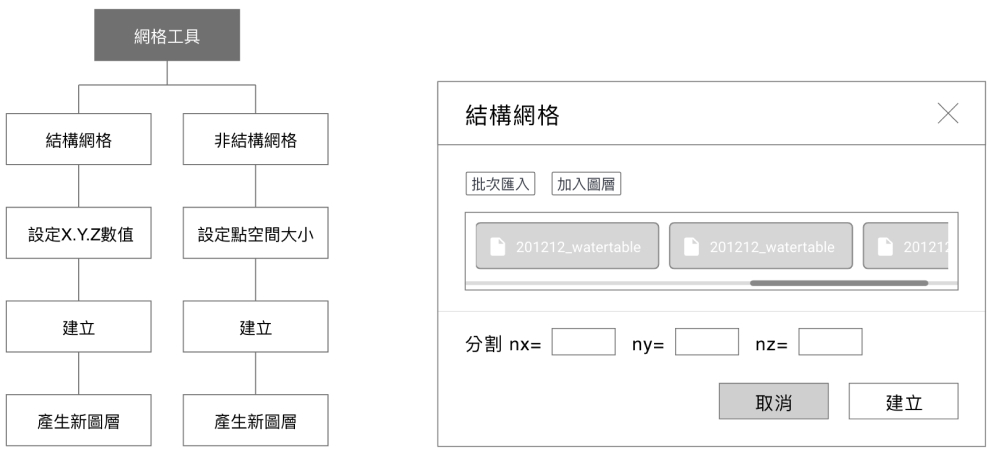 網格工具
結構網格
非結構網格
設定X.Y.Z數值
設定點空間大小
建立
建立
產生新圖層
產生新圖層
結構網格
批次匯入 加入圖層
201212_watertable 201212_watertable 201212
分割 nx= ny= nz=
取消 建立